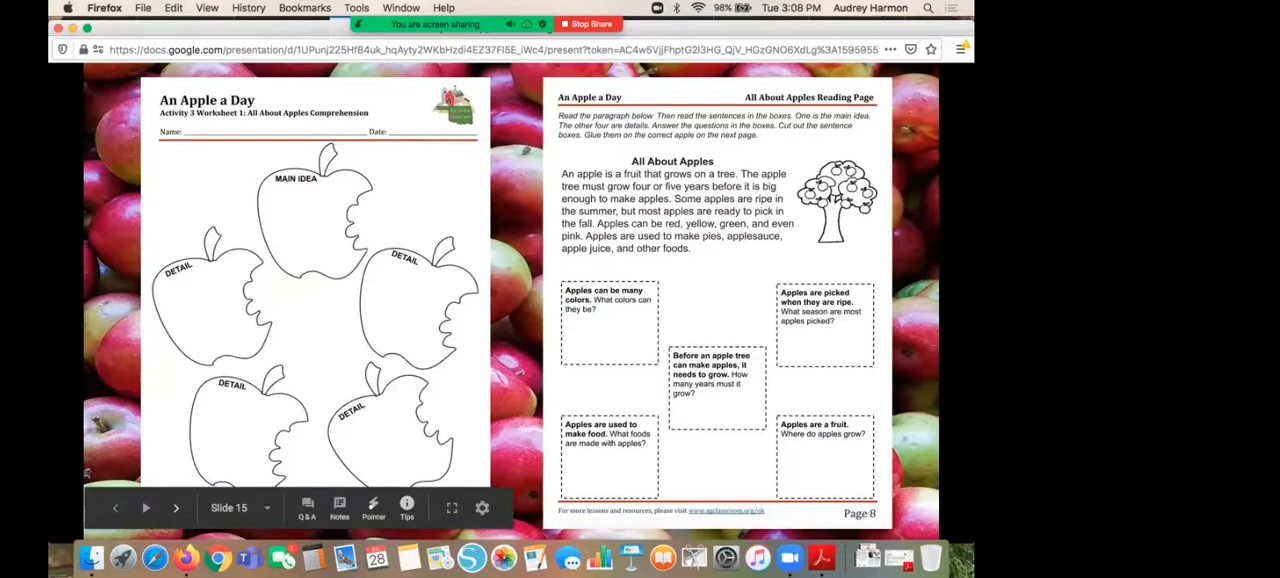 Firefox File Edit View History Bookmarks Tools Window Help
98% Tue 3:08 PM Audrey Harmon
You are screen sharing
Stop Share
An Apple a Day
Activity 3 Worksheet 1: All About Apples Comprehension
Name: Date:
MAIN IDEA
DETAIL
DETAIL
DETAIL
DETAIL
Slide 15
Q & A Notes Pointer Tips
An Apple a Day All About Apples Reading Page
Read the paragraph below. Then read the sentences in the boxes. One is the main idea.
The other four are details. Answer the questions in the boxes. Cut out the sentence
boxes. Glue them on the correct apple on the next page.
All About Apples
An apple is a fruit that grows on a tree. The apple
tree must grow four or five years before it is big
enough to make apples. Some apples are ripe in
the summer, but most apples are ready to pick in
the fall. Apples can be red, yellow, green, and even
pink. Apples are used to make pies, applesauce,
apple juice, and other foods.
Apples can be many
colors. What colors can
they be?
Apples are picked
when they are ripe.
What season are most
apples picked?
Before an apple tree
can make apples, it
needs to grow. How
many years must it
grow?
Apples are used to
make food. What foods
are made with apples?
Apples are a fruit.
Where do apples grow?
For more lessons and resources, please visit www.agclassroom.org/ok
Page 8
28